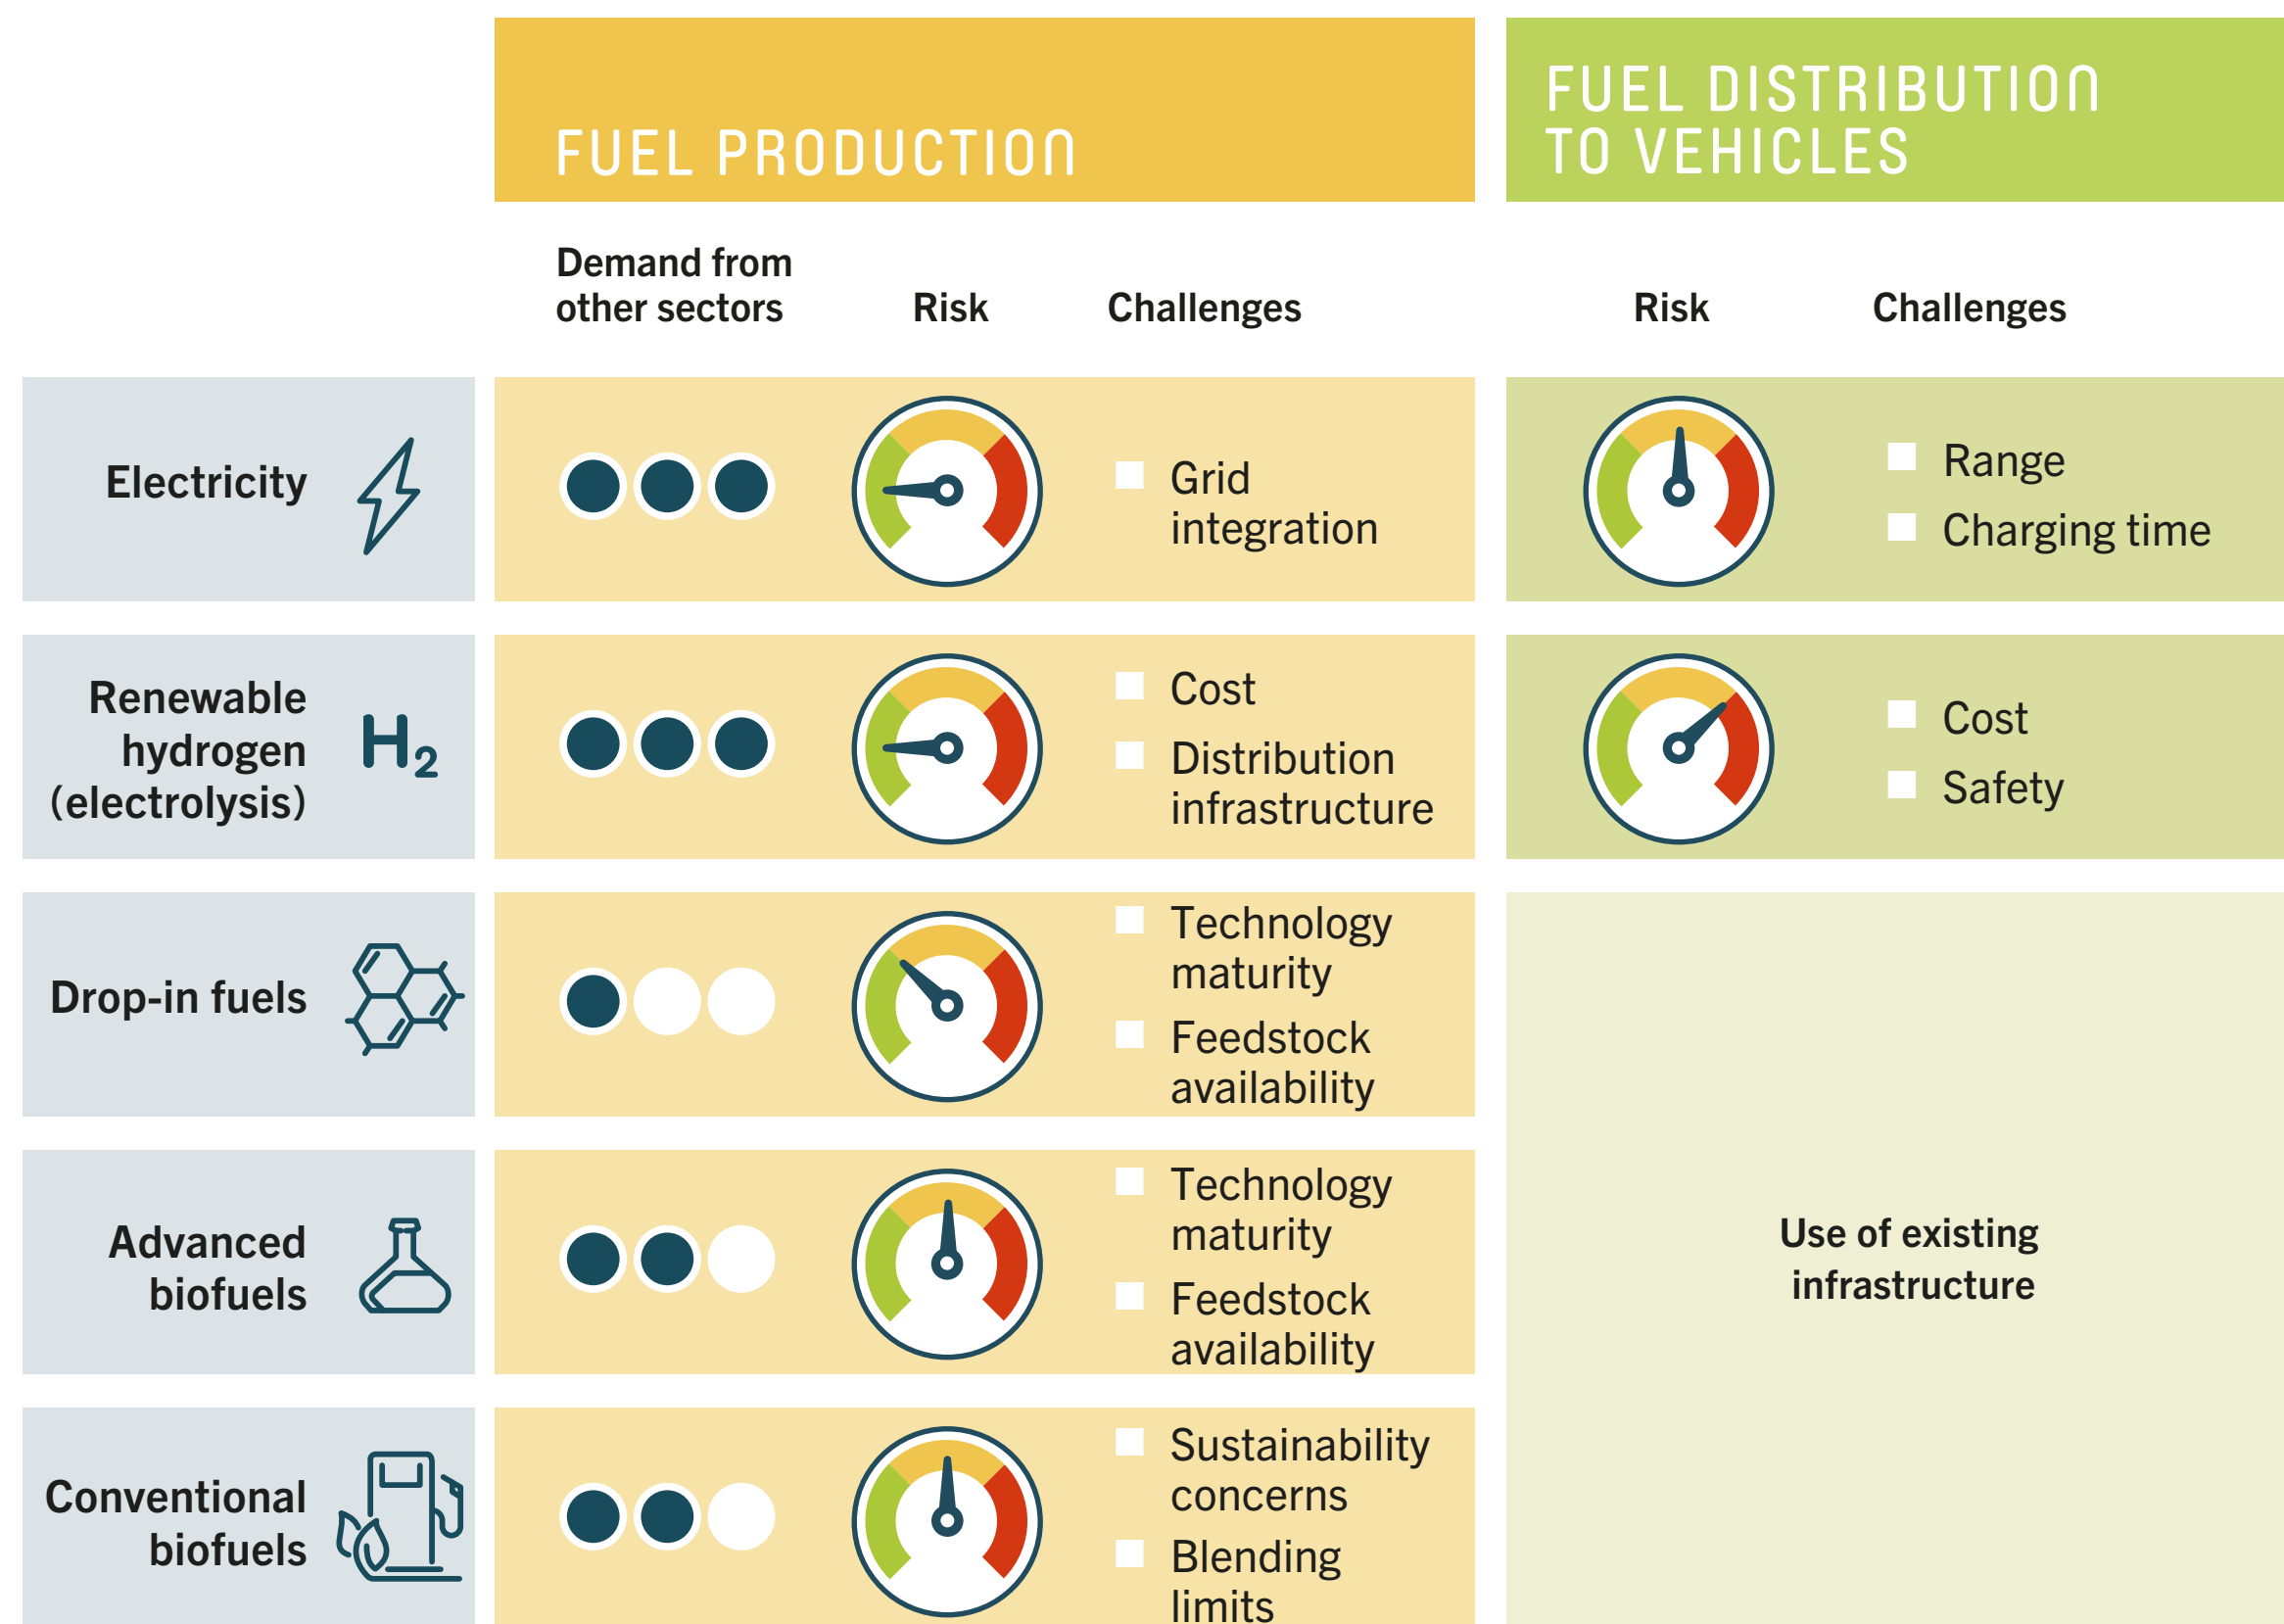 FUEL PRODUCTION
FUEL DISTRIBUTION
TO VEHICLES
Demand from
other sectors
Risk
Challenges
Risk
Challenges
Electricity
Grid
integration
Range
Charging time
Renewable
hydrogen
(electrolysis)
H2
Cost
Distribution
infrastructure
Cost
Safety
Drop-in fuels
Technology
maturity
Feedstock
availability
Advanced
biofuels
Technology
maturity
Feedstock
availability
Use of existing
infrastructure
Conventional
biofuels
Sustainability
concerns
Blending
limits